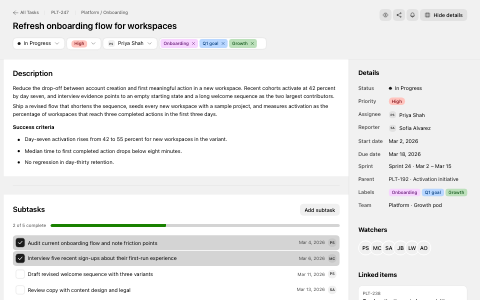 ← All Tasks PLT-247 Platform / Onboarding
Refresh onboarding flow for workspaces
Hide details
In Progress High PS Priya Shah Onboarding × Q1 goal × Growth ×
Description
Reduce the drop-off between account creation and first meaningful action in a new workspace. Recent cohorts activate at 42 percent
by day seven, and interview evidence points to an empty starting state and a long welcome sequence as the two largest contributors.
Ship a revised flow that shortens the sequence, seeds every new workspace with a sample project, and measures activation as the
percentage of workspaces that reach three completed actions in the first three days.
Success criteria
Day-seven activation rises from 42 to 55 percent for new workspaces in the variant.
Median time to first completed action drops below eight minutes.
No regression in day-thirty retention.
Subtasks
Add subtask
2 of 5 complete
Audit current onboarding flow and note friction points Mar 3, 2026 PS
Interview five recent sign-ups about their first-run experience Mar 6, 2026 MC
Draft revised welcome sequence with three variants Mar 11, 2026 PS
Review copy with content design and legal Mar 13, 2026 SA
Details
Status In Progress
Priority High
Assignee PS Priya Shah
Reporter SA Sofia Alvarez
Start date Mar 2, 2026
Due date Mar 18, 2026
Sprint Sprint 24 · Mar 2 – Mar 15
Parent PLT-192 · Activation initiative
Labels Onboarding Q1 goal Growth
Team Platform · Growth pod
Watchers
PS MC SA JB LW AO
Linked items
PLT-238